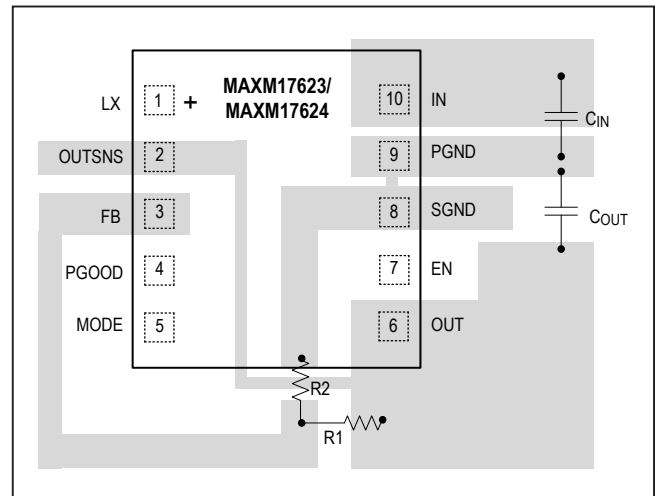 MAXM17623/
MAXM17624
LX 1 + 10 IN
CIN
OUTSNS 2 9 PGND
FB 3 8 SGND
COUT
PGOOD 4 7 EN
MODE 5 6 OUT
R2
R1